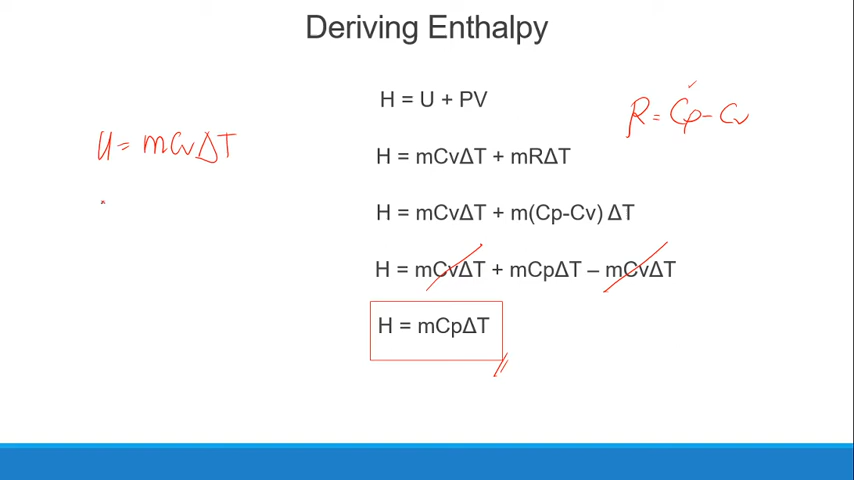 Deriving Enthalpy
H = U + PV
R = Cp - Cv
U = mCvΔT
H = mCvΔT + mRΔT
H = mCvΔT + m(Cp-Cv) ΔT
H = mCvΔT + mCpΔT – mCvΔT
H = mCpΔT